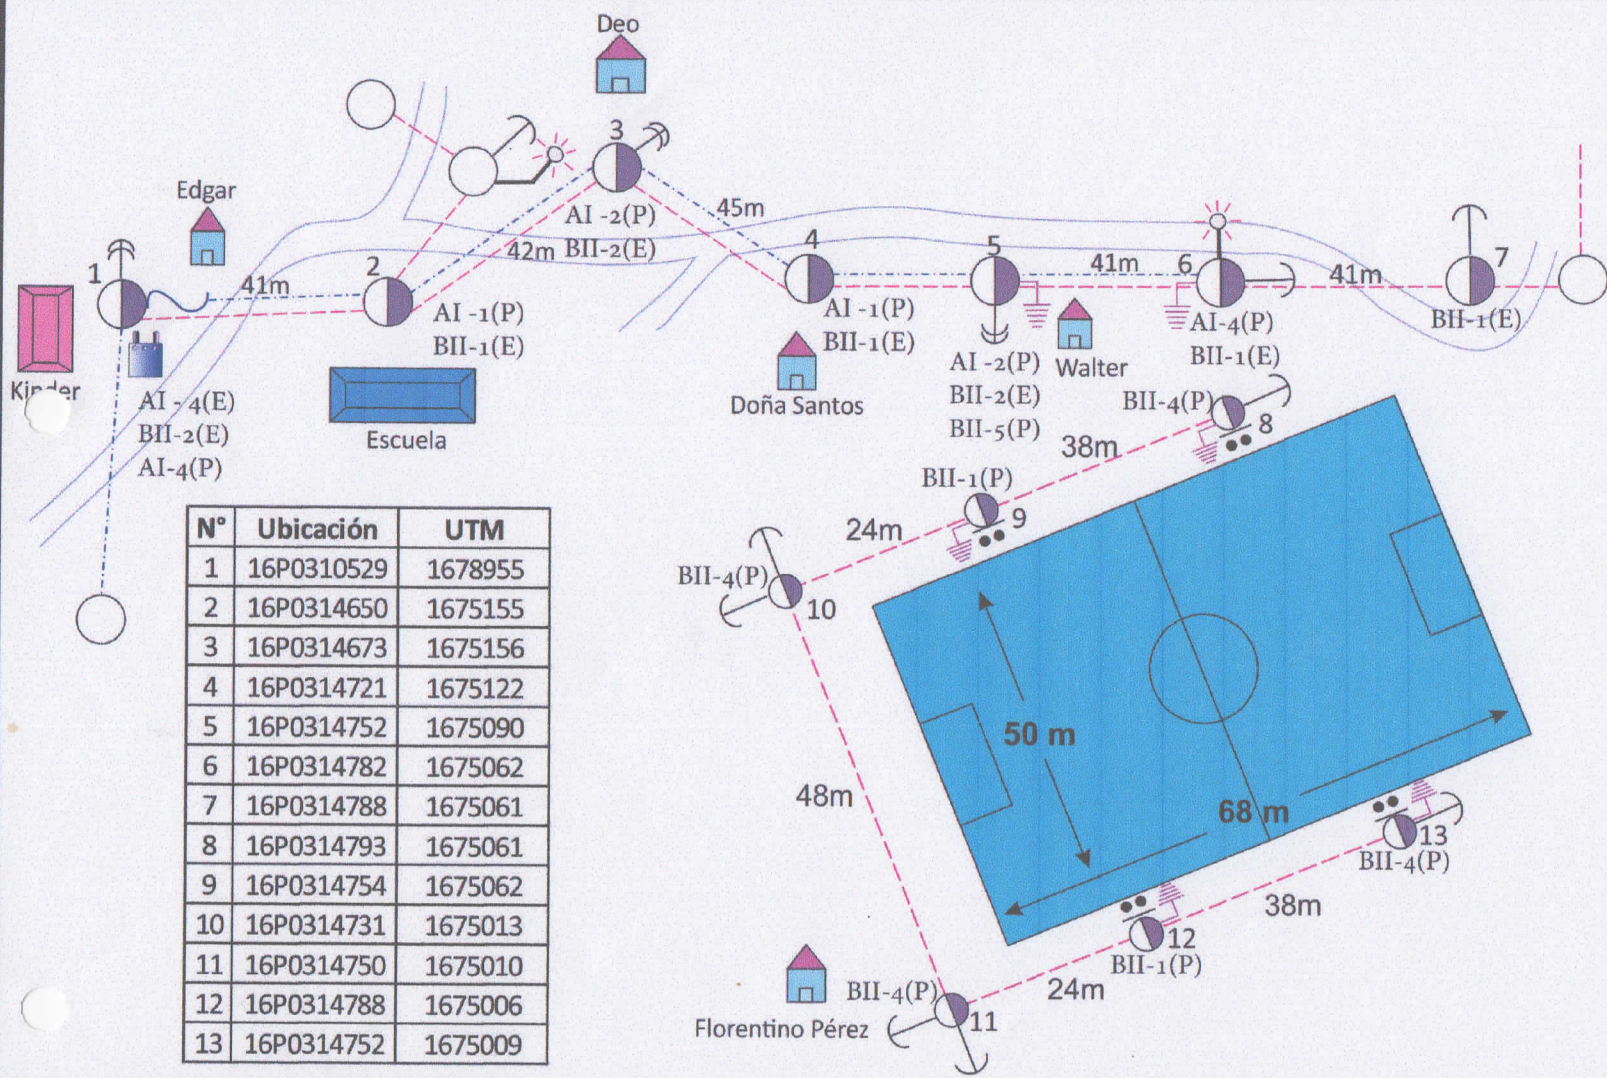 Deo
3
AI -2(P)
BII-2(E)
Edgar
1
41m
2
42m
45m
AI -1(P)
BII-1(E)
Kinder
AI - 4(E)
BII-2(E)
AI-4(P)
Escuela
4
AI -1(P)
BII-1(E)
Doña Santos
5
AI -2(P)
BII-2(E)
BII-5(P)
Walter
41m
6
AI-4(P)
BII-1(E)
41m
7
BII-1(E)
BII-4(P)
8
38m
BII-1(P)
9
24m
BII-4(P)
10
48m
50 m
68 m
13
BII-4(P)
38m
12
BII-1(P)
24m
BII-4(P)
11
Florentino Pérez
N° Ubicación UTM
1 16P0310529 1678955
2 16P0314650 1675155
3 16P0314673 1675156
4 16P0314721 1675122
5 16P0314752 1675090
6 16P0314782 1675062
7 16P0314788 1675061
8 16P0314793 1675061
9 16P0314754 1675062
10 16P0314731 1675013
11 16P0314750 1675010
12 16P0314788 1675006
13 16P0314752 1675009